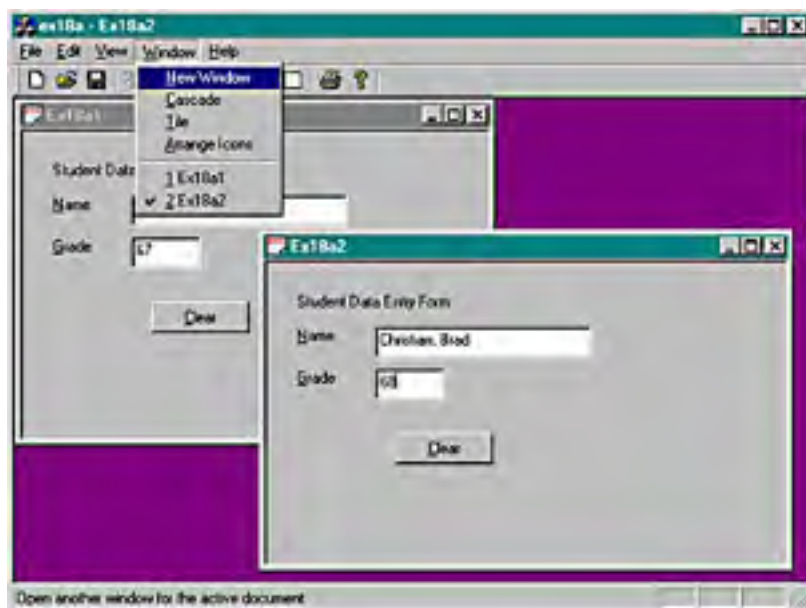 ex18a - Ex18a2
File Edit View Window Help
New Window
Cascade
Tile
Arrange Icons
1 Ex18a1
2 Ex18a2
Ex18a1
Student Data
Name
Grade 67
Clear
Ex18a2
Student Data Entry Form
Name Christian, Brad
Grade 68
Clear
Open another window for the active document